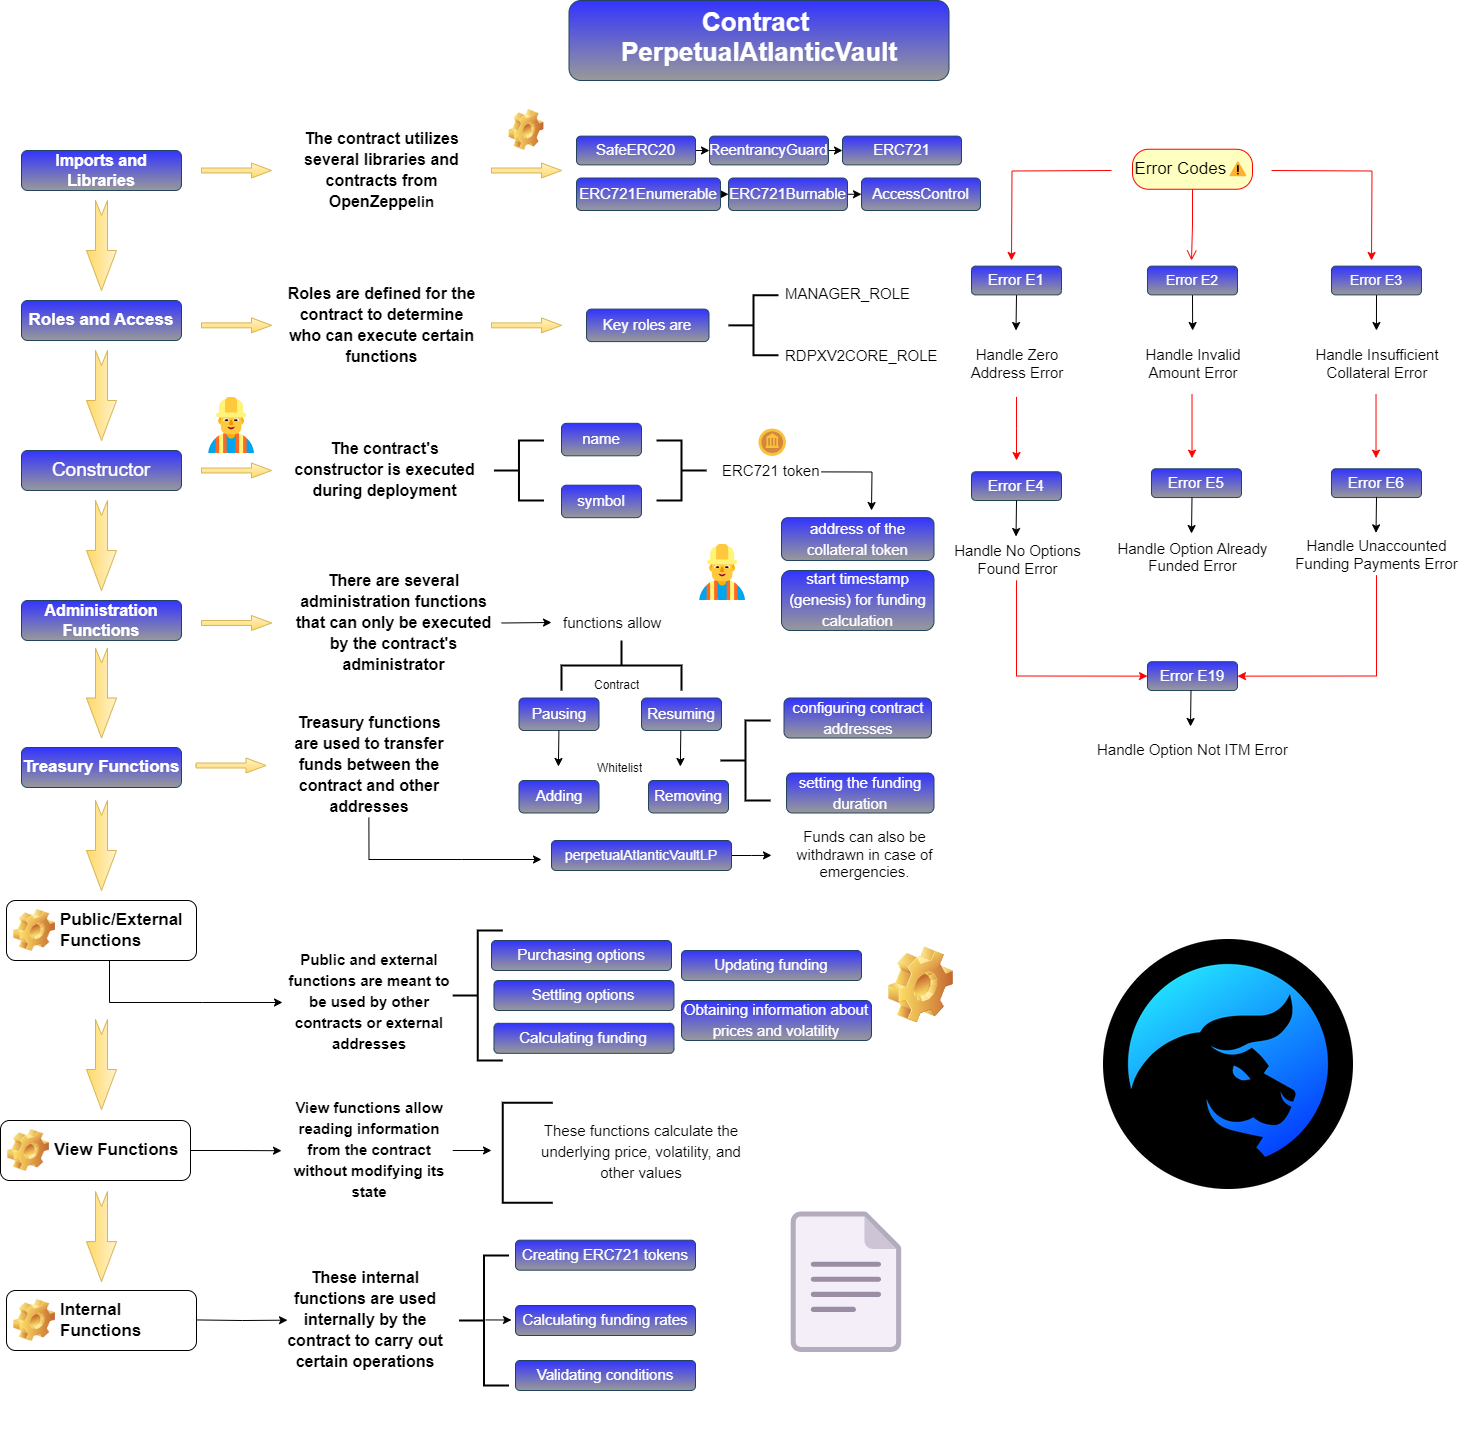 Contract
PerpetualAtlanticVault
Imports and
Libraries
The contract utilizes
several libraries and
contracts from
OpenZeppelin
SafeERC20
ReentrancyGuard
ERC721
ERC721Enumerable
ERC721Burnable
AccessControl
Roles and Access
Roles are defined for the
contract to determine
who can execute certain
functions
Key roles are
MANAGER_ROLE
RDPXV2CORE_ROLE
Constructor
The contract's
constructor is executed
during deployment
name
symbol
ERC721 token
address of the
collateral token
start timestamp
(genesis) for funding
calculation
Administration
Functions
There are several
administration functions
that can only be executed
by the contract's
administrator
functions allow
Contract
Pausing
Resuming
Whitelist
Adding
Removing
configuring contract
addresses
setting the funding
duration
Treasury Functions
Treasury functions
are used to transfer
funds between the
contract and other
addresses
perpetualAtlanticVaultLP
Funds can also be
withdrawn in case of
emergencies.
Public/External
Functions
Public and external
functions are meant to
be used by other
contracts or external
addresses
Purchasing options
Settling options
Calculating funding
Updating funding
Obtaining information about
prices and volatility
View Functions
View functions allow
reading information
from the contract
without modifying its
state
These functions calculate the
underlying price, volatility, and
other values
Internal
Functions
These internal
functions are used
internally by the
contract to carry out
certain operations
Creating ERC721 tokens
Calculating funding rates
Validating conditions
Error Codes
Error E1
Handle Zero
Address Error
Error E2
Handle Invalid
Amount Error
Error E3
Handle Insufficient
Collateral Error
Error E4
Handle No Options
Found Error
Error E5
Handle Option Already
Funded Error
Error E6
Handle Unaccounted
Funding Payments Error
Error E19
Handle Option Not ITM Error